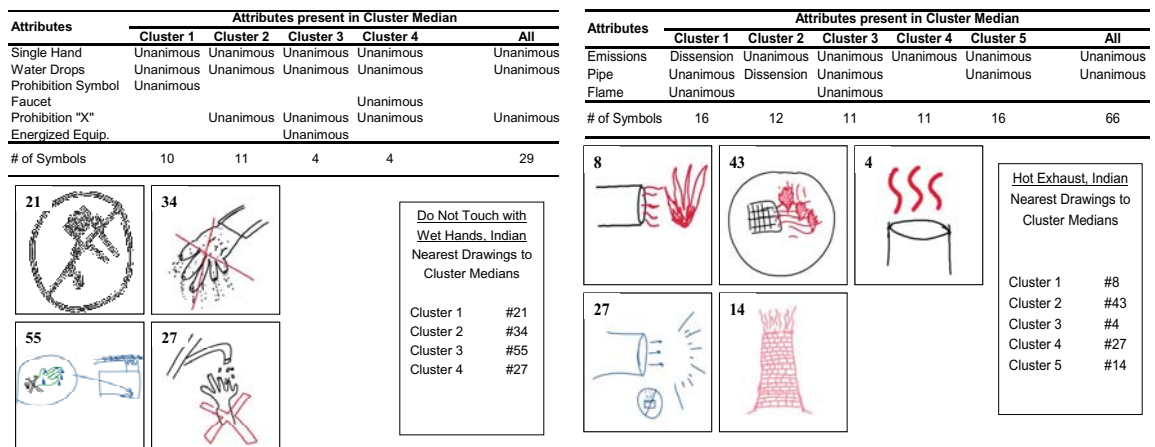 Attributes Attributes present in Cluster Median
Cluster 1 Cluster 2 Cluster 3 Cluster 4 All
Single Hand Unanimous Unanimous Unanimous Unanimous Unanimous
Water Drops Unanimous Unanimous Unanimous Unanimous Unanimous
Prohibition Symbol Unanimous
Faucet Unanimous
Prohibition "X" Unanimous Unanimous Unanimous Unanimous
Energized Equip. Unanimous
# of Symbols 10 11 4 4 29
21
34
55
27
Do Not Touch with
Wet Hands, Indian
Nearest Drawings to
Cluster Medians
Cluster 1 #21
Cluster 2 #34
Cluster 3 #55
Cluster 4 #27
Attributes Attributes present in Cluster Median
Cluster 1 Cluster 2 Cluster 3 Cluster 4 Cluster 5 All
Emissions Dissension Unanimous Unanimous Unanimous Unanimous Unanimous
Pipe Unanimous Dissension Unanimous Unanimous Unanimous
Flame Unanimous Unanimous
# of Symbols 16 12 11 11 16 66
8
43
4
27
14
Hot Exhaust, Indian
Nearest Drawings to
Cluster Medians
Cluster 1 #8
Cluster 2 #43
Cluster 3 #4
Cluster 4 #27
Cluster 5 #14